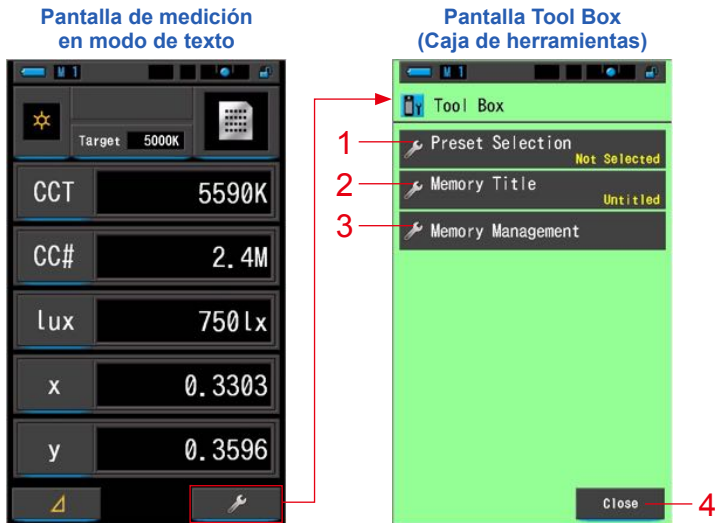 Pantalla de medición
en modo de texto
M 1
Target 5000K
CCT 5590K
CC# 2.4M
lux 750lx
x 0.3303
y 0.3596
Pantalla Tool Box
(Caja de herramientas)
M 1
Tool Box
1 Preset Selection
Not Selected
2 Memory Title
Untitled
3 Memory Management
Close 4